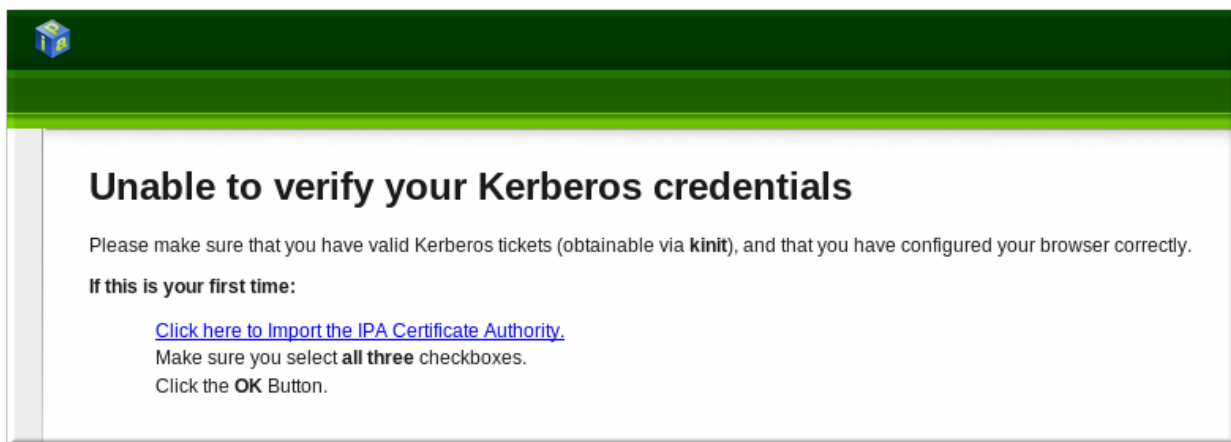 ipa
Unable to verify your Kerberos credentials
Please make sure that you have valid Kerberos tickets (obtainable via kinit), and that you have configured your browser correctly.
If this is your first time:
Click here to Import the IPA Certificate Authority.
Make sure you select all three checkboxes.
Click the OK Button.